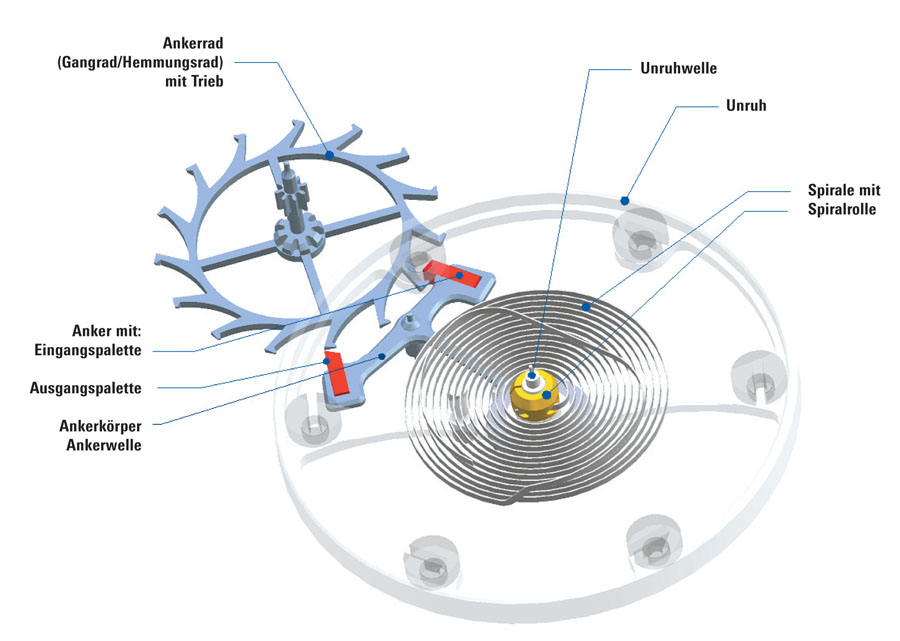 Ankerrad
(Gangrad/Hemmungsrad)
mit Trieb
Unruhwelle
Unruh
Spirale mit
Spiralrolle
Anker mit:
Eingangspalette
Ausgangspalette
Ankerkörper
Ankerwelle